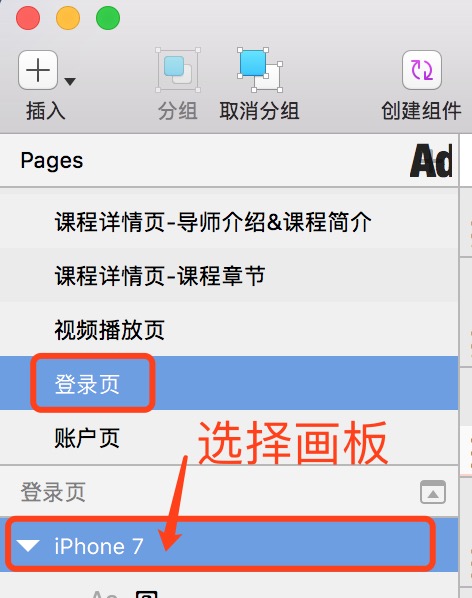 插入
分组
取消分组
创建组件
Pages
Ad
课程详情页-导师介绍&课程简介
课程详情页-课程章节
视频播放页
登录页
账户页
选择画板
登录页
iPhone 7